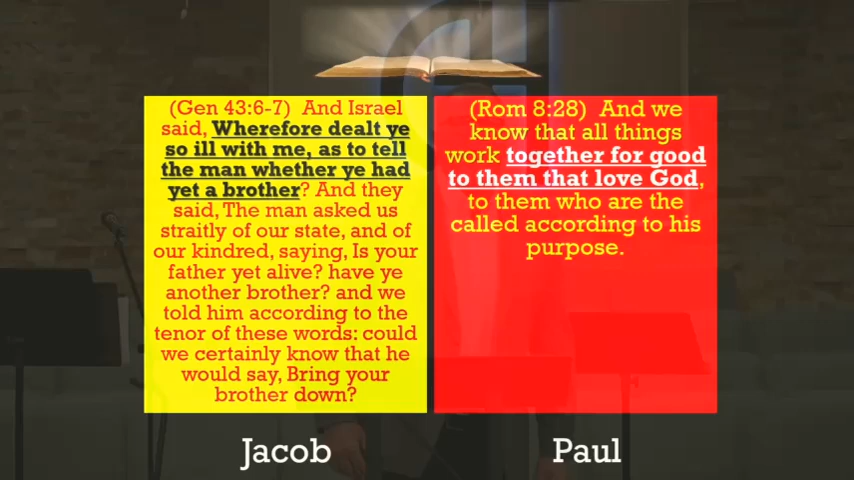 (Gen 43:6-7) And Israel
said, Wherefore dealt ye
so ill with me, as to tell
the man whether ye had
yet a brother? And they
said, The man asked us
straitly of our state, and of
our kindred, saying, Is your
father yet alive? have ye
another brother? and we
told him according to the
tenor of these words: could
we certainly know that he
would say, Bring your
brother down?
(Rom 8:28) And we
know that all things
work together for good
to them that love God,
to them who are the
called according to his
purpose.
Jacob
Paul